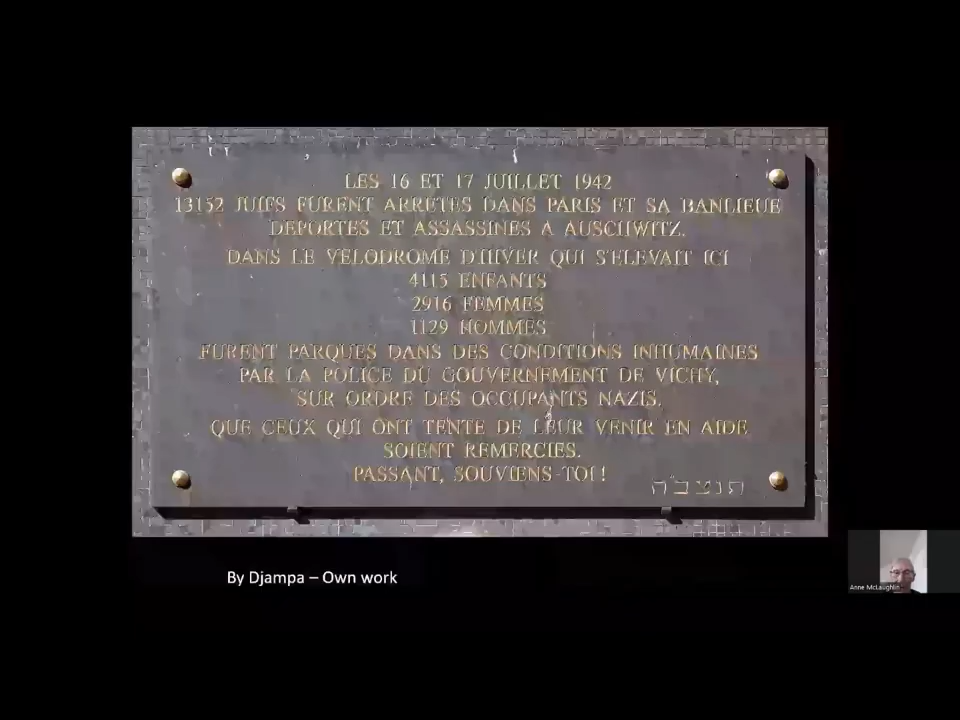 LES 16 ET 17 JUILLET 1942
13152 JUIFS FURENT ARRETES DANS PARIS ET SA BANLIEUE
DEPORTES ET ASSASSINES A AUSCHWITZ.
DANS LE VELODROME D'HIVER QUI S'ELEVAIT ICI
4115 ENFANTS
2916 FEMMES
1129 HOMMES
FURENT PARQUES DANS DES CONDITIONS INHUMAINES
PAR LA POLICE DU GOUVERNEMENT DE VICHY,
SUR ORDRE DES OCCUPANTS NAZIS.
QUE CEUX QUI ONT TENTE DE LEUR VENIR EN AIDE
SOIENT REMERCIES.
PASSANT, SOUVIENS-TOI!
תנצב"ה
By Djampa – Own work
Anne McLaughlin